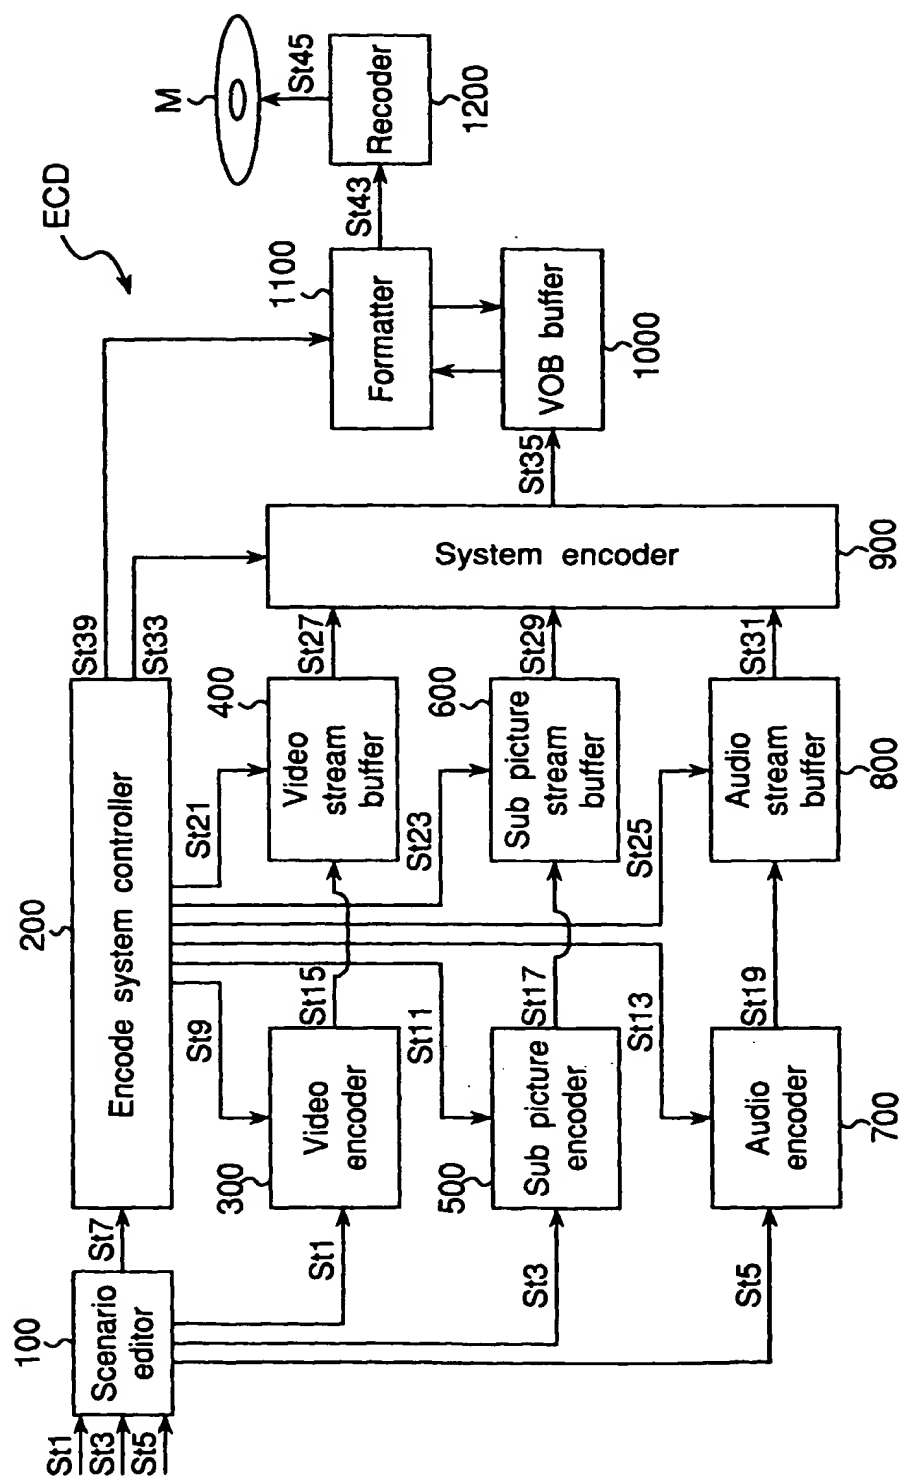 ECD
St1
St3
St5
100
Scenario
editor
St7
200
Encode system controller
St39
St33
St9
St21
St11
St23
St13
St25
St1
300
Video
encoder
St15
400
Video
stream
buffer
St27
St3
500
Sub picture
encoder
St17
600
Sub picture
stream
buffer
St29
St5
Audio
encoder
700
St19
Audio
stream
buffer
800
St31
System encoder
900
St35
VOB buffer
1000
1100
Formatter
St43
Recoder
1200
St45
M